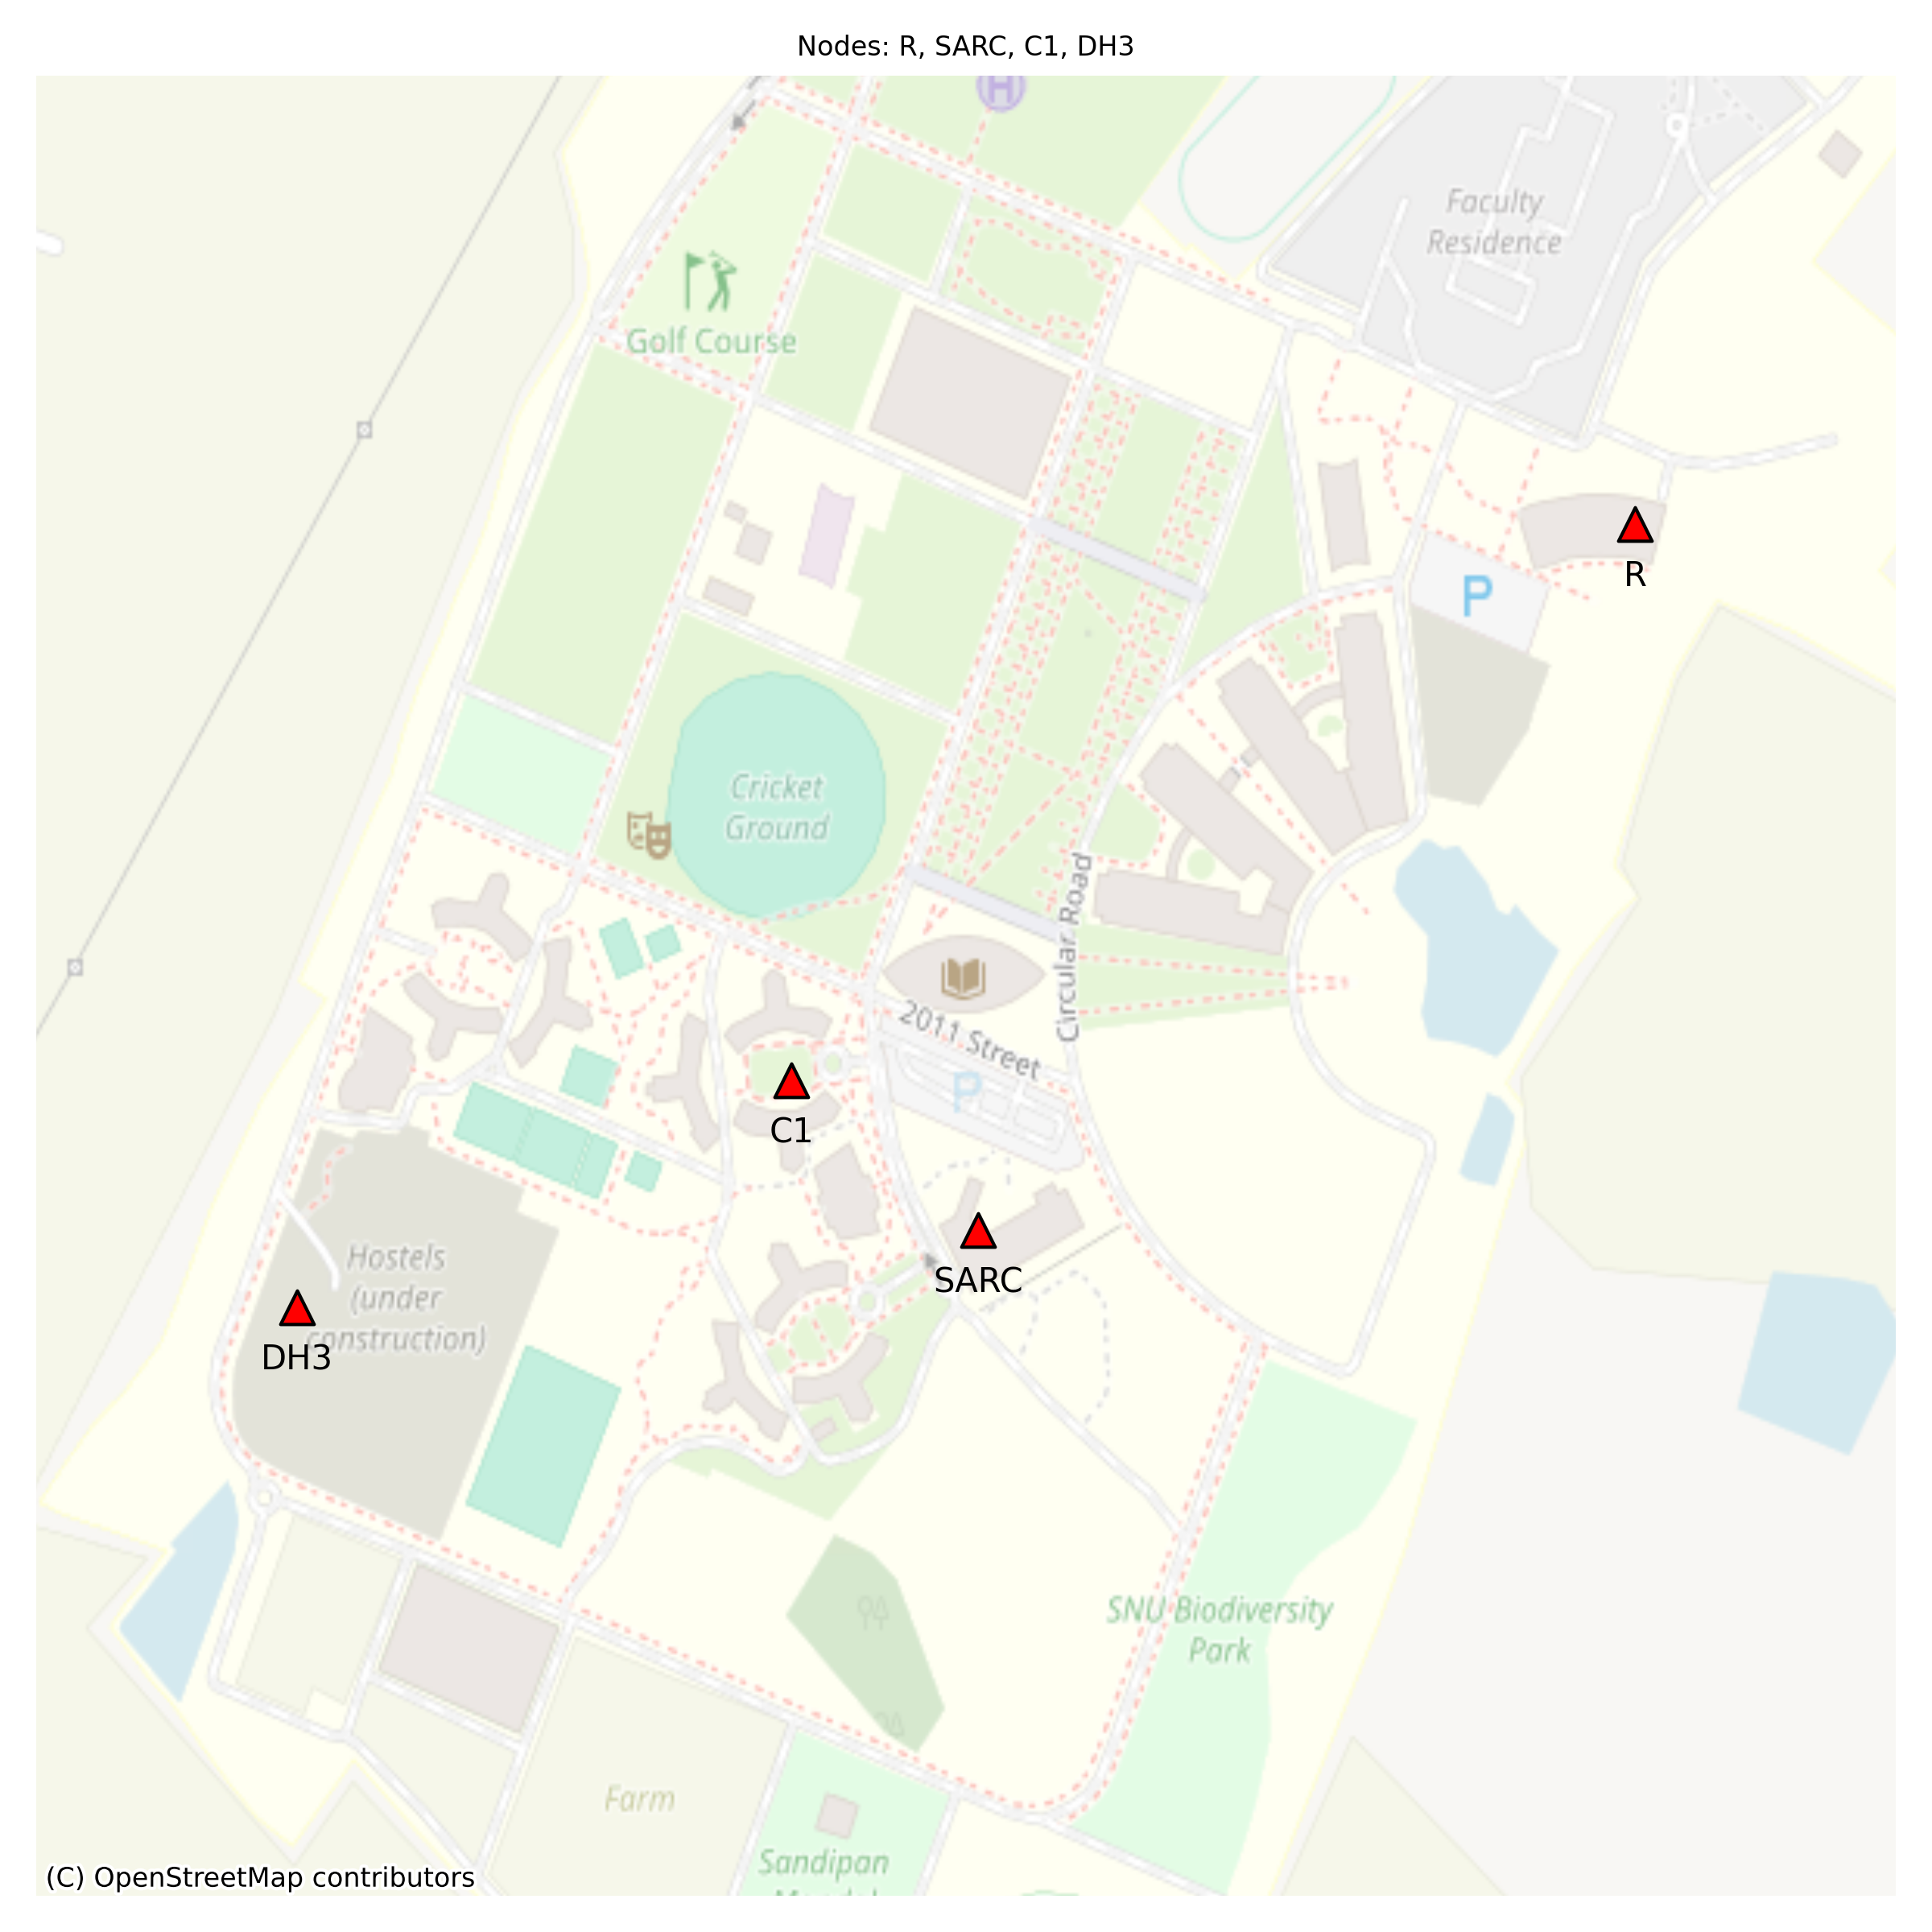 Nodes: R, SARC, C1, DH3
H
Faculty
Residence
Golf Course
R
P
Cricket
Ground
Circular Road
2011 Street
P
C1
SARC
Hostels
(under
construction)
DH3
SNU Biodiversity
Park
Farm
Sandipan
(C) OpenStreetMap contributors